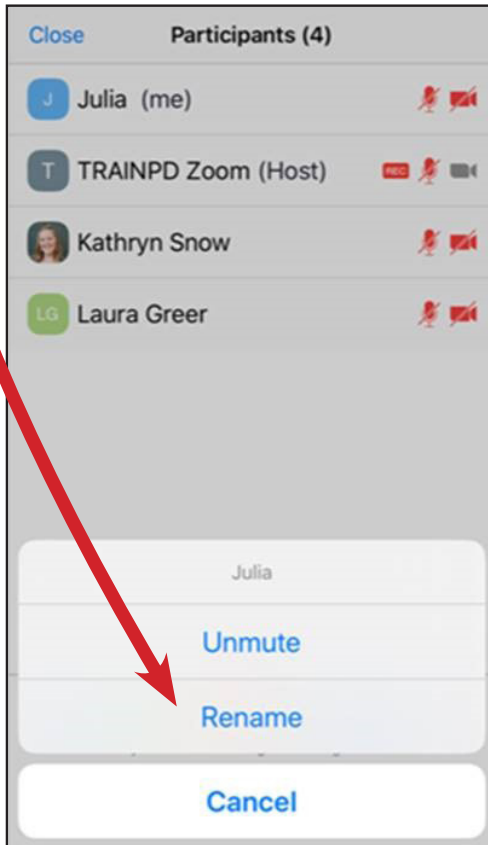 Close Participants (4)
J Julia (me)
T TRAINPD Zoom (Host) REC
Kathryn Snow
LG Laura Greer
Julia
Unmute
Rename
Cancel